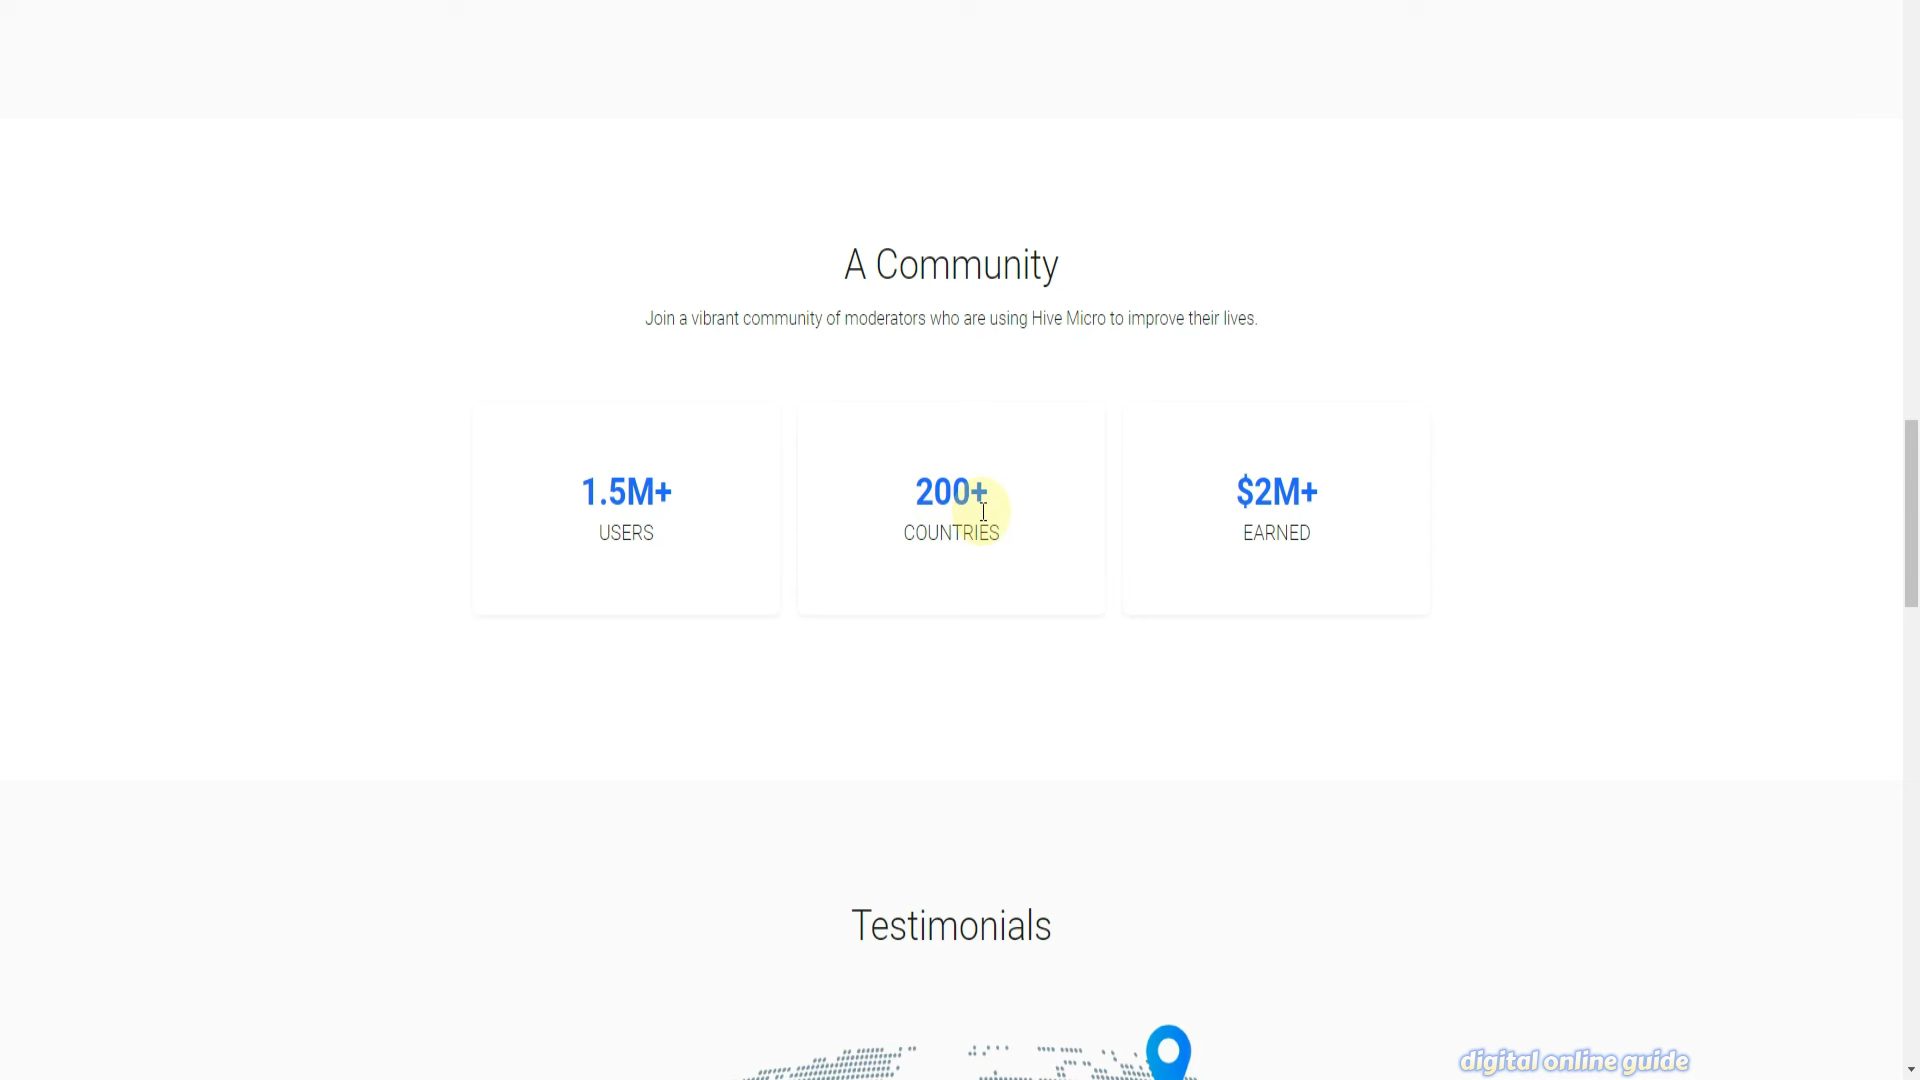 A Community
Join a vibrant community of moderators who are using Hive Micro to improve their lives.
1.5M+
USERS
200+
COUNTRIES
$2M+
EARNED
Testimonials
digital online guide